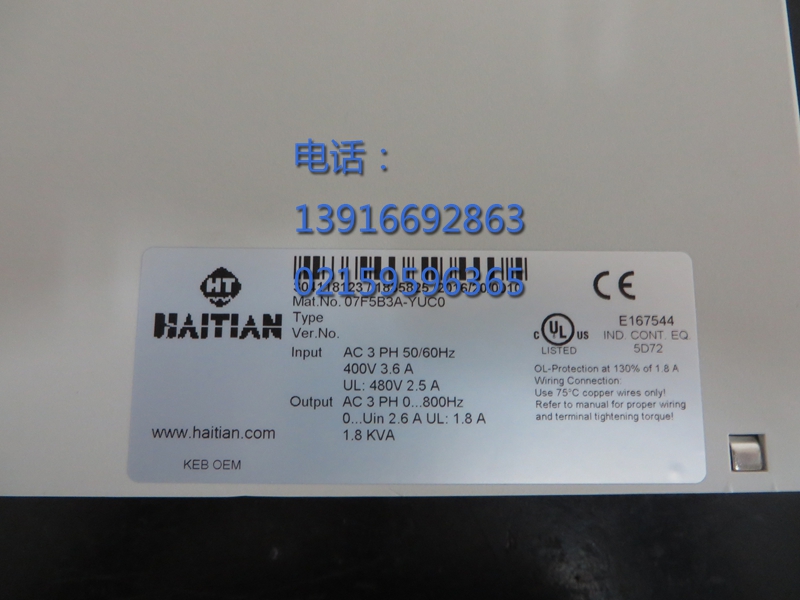 电话：
13916692863
02159596365
HT
HAITIAN
Mat.No. 07F5B3A-YUC0
Type
Ver.No.
Input AC 3 PH 50/60Hz
400V 3.6 A
UL: 480V 2.5 A
Output AC 3 PH 0...800Hz
0...Uin 2.6 A UL: 1.8 A
1.8 KVA
www.haitian.com
KEB OEM
CE
C UL US
LISTED
E167544
IND. CONT. EQ.
5D72
OL-Protection at 130% of 1.8 A
Wiring Connection:
Use 75°C copper wires only!
Refer to manual for proper wiring
and terminal tightening torque!